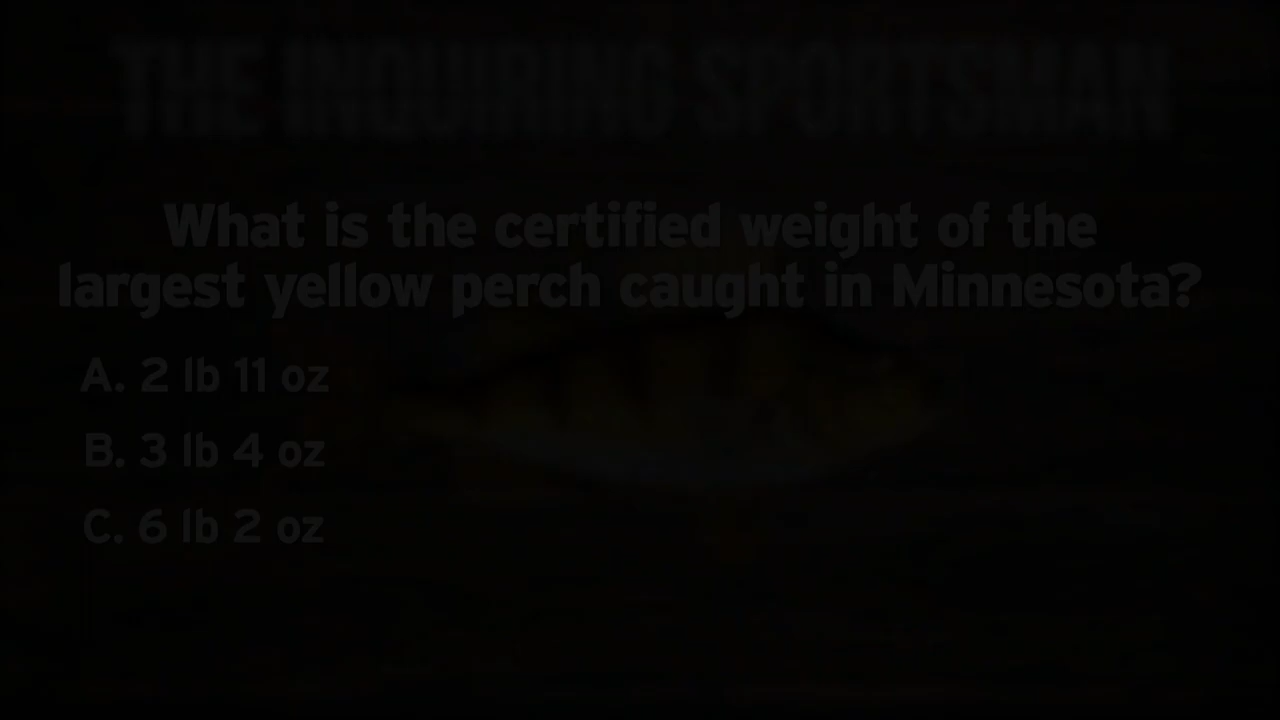 THE INQUIRING SPORTSMAN
What is the certified weight of the
largest yellow perch caught in Minnesota?
A. 2 lb 11 oz
B. 3 lb 4 oz
C. 6 lb 2 oz